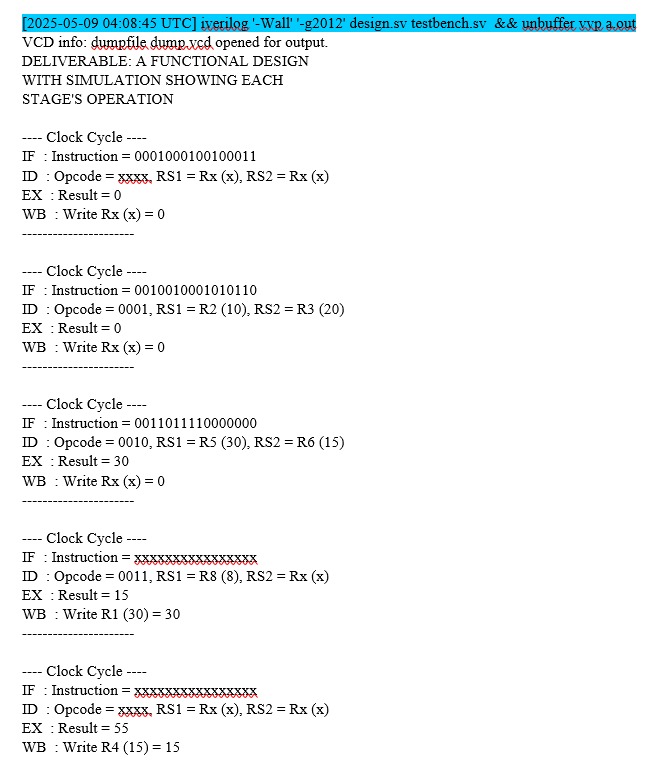 [2025-05-09 04:08:45 UTC] iverilog '-Wall' '-g2012' design.sv testbench.sv && unbuffer vvp a.out
VCD info: dumpfile dump.vcd opened for output.
DELIVERABLE: A FUNCTIONAL DESIGN
WITH SIMULATION SHOWING EACH
STAGE'S OPERATION
---- Clock Cycle ----
IF : Instruction = 0001000100100011
ID : Opcode = xxxx, RS1 = Rx (x), RS2 = Rx (x)
EX : Result = 0
WB : Write Rx (x) = 0
----------------------
---- Clock Cycle ----
IF : Instruction = 0010010001010110
ID : Opcode = 0001, RS1 = R2 (10), RS2 = R3 (20)
EX : Result = 0
WB : Write Rx (x) = 0
----------------------
---- Clock Cycle ----
IF : Instruction = 0011011110000000
ID : Opcode = 0010, RS1 = R5 (30), RS2 = R6 (15)
EX : Result = 30
WB : Write Rx (x) = 0
----------------------
---- Clock Cycle ----
IF : Instruction = xxxxxxxxxxxxxxxx
ID : Opcode = 0011, RS1 = R8 (8), RS2 = Rx (x)
EX : Result = 15
WB : Write R1 (30) = 30
----------------------
---- Clock Cycle ----
IF : Instruction = xxxxxxxxxxxxxxxx
ID : Opcode = xxxx, RS1 = Rx (x), RS2 = Rx (x)
EX : Result = 55
WB : Write R4 (15) = 15